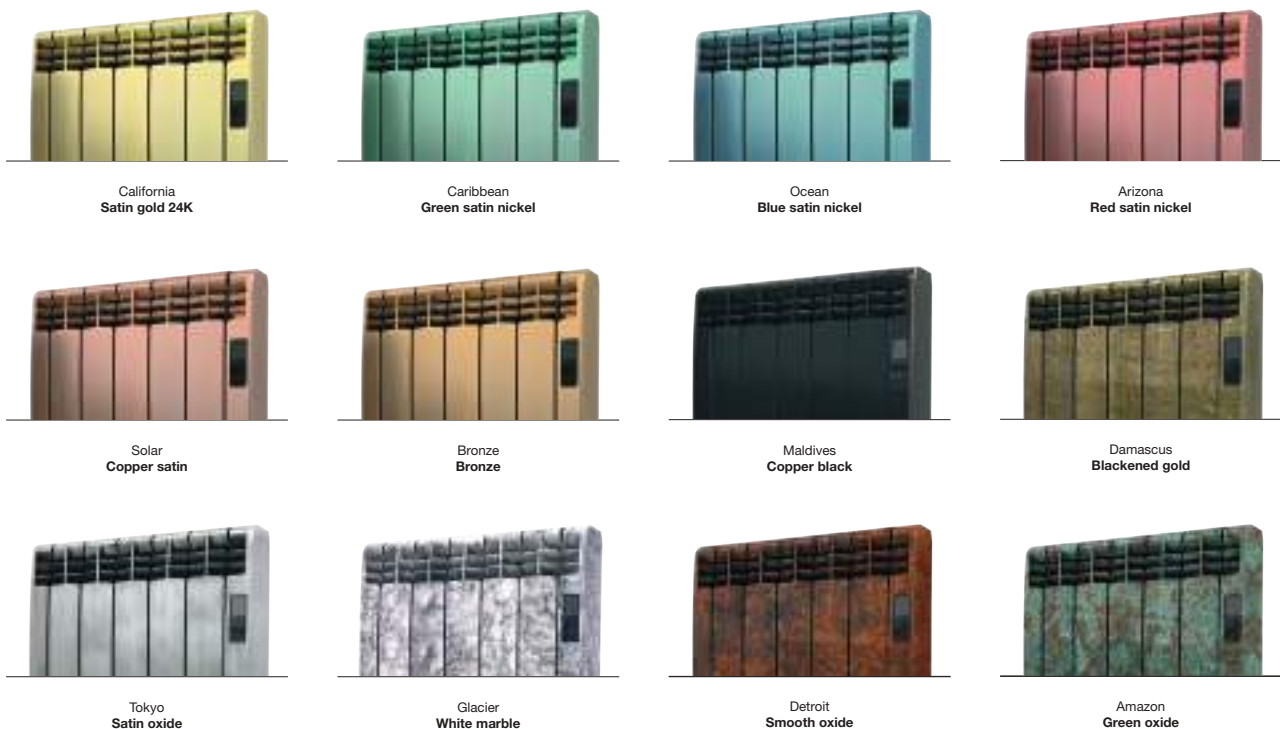 California
Satin gold 24K
Caribbean
Green satin nickel
Ocean
Blue satin nickel
Arizona
Red satin nickel
Solar
Copper satin
Bronze
Bronze
Maldives
Copper black
Damascus
Blackened gold
Tokyo
Satin oxide
Glacier
White marble
Detroit
Smooth oxide
Amazon
Green oxide